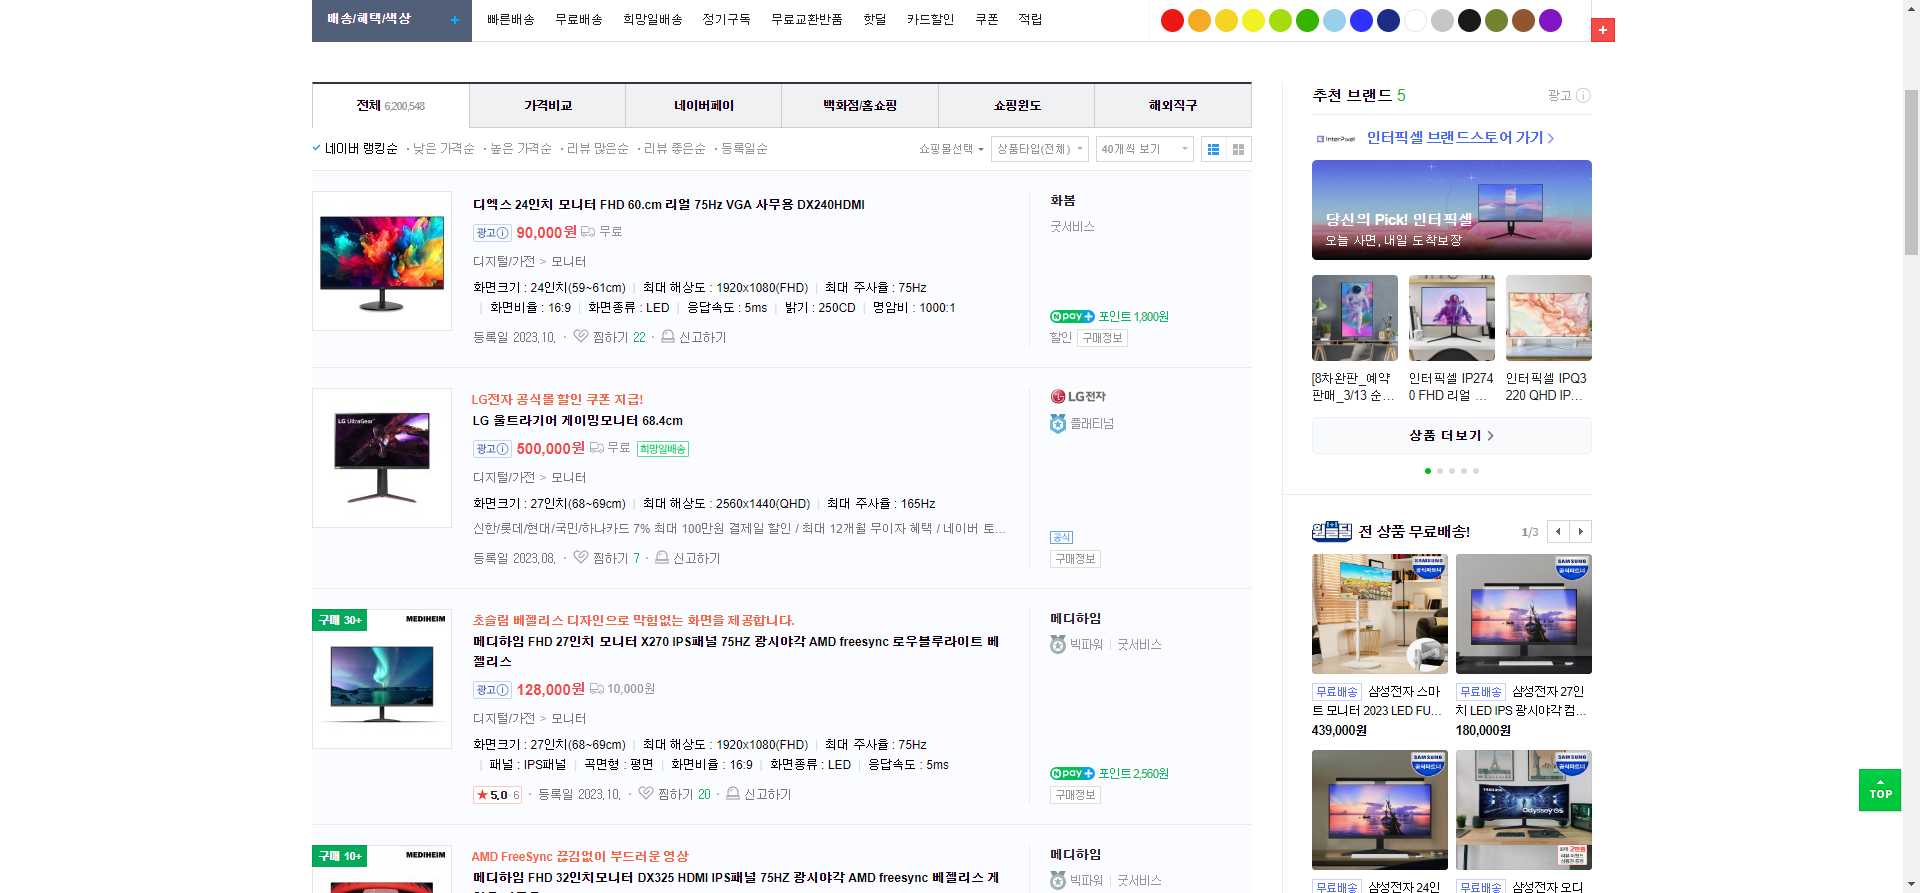 배송/혜택/색상
빠른배송 무료배송 희망일배송 정기구독 무료교환반품 핫딜 카드할인 쿠폰 적립
전체 6,200,548 가격비교 네이버페이 백화점/홈쇼핑 쇼핑윈도 해외직구
네이버 랭킹순 · 낮은 가격순 · 높은 가격순 · 리뷰 많은순 · 리뷰 좋은순 · 등록일순
쇼핑몰선택 상품타입(전체) 40개씩 보기
디엑스 24인치 모니터 FHD 60.cm 리얼 75Hz VGA 사무용 DX240HDMI
광고 90,000원 무료
디지털/가전 > 모니터
화면크기 : 24인치(59~61cm) | 최대 해상도 : 1920x1080(FHD) | 최대 주사율 : 75Hz
| 화면비율 : 16:9 | 화면종류 : LED | 응답속도 : 5ms | 밝기 : 250CD | 명암비 : 1000:1
등록일 2023.10. · 찜하기 22 · 신고하기
화봄
굿서비스
N pay+ 포인트 1,800원
할인 구매정보
LG UltraGear
LG전자 공식몰 할인 쿠폰 지급!
LG 울트라기어 게이밍모니터 68.4cm
광고 500,000원 무료 희망일배송
디지털/가전 > 모니터
화면크기 : 27인치(68~69cm) | 최대 해상도 : 2560x1440(QHD) | 최대 주사율 : 165Hz
신한/롯데/현대/국민/하나카드 7% 최대 100만원 결제일 할인 / 최대 12개월 무이자 혜택 / 네이버 토...
등록일 2023.08. · 찜하기 7 · 신고하기
LG전자
플래티넘
공식
구매정보
구매 30+
MEDIHEIM
초슬림 베젤리스 디자인으로 막힘없는 화면을 제공합니다.
메디하임 FHD 27인치 모니터 X270 IPS패널 75HZ 광시야각 AMD freesync 로우블루라이트 베
젤리스
광고 128,000원 10,000원
디지털/가전 > 모니터
화면크기 : 27인치(68~69cm) | 최대 해상도 : 1920x1080(FHD) | 최대 주사율 : 75Hz
| 패널 : IPS패널 | 곡면형 : 평면 | 화면비율 : 16:9 | 화면종류 : LED | 응답속도 : 5ms
★ 5.0 6 · 등록일 2023.10. · 찜하기 20 · 신고하기
메디하임
빅파워 | 굿서비스
N pay+ 포인트 2,560원
구매정보
구매 10+
MEDIHEIM
AMD FreeSync 끊김없이 부드러운 영상
메디하임 FHD 32인치모니터 DX325 HDMI IPS패널 75HZ 광시야각 AMD freesync 베젤리스 게
메디하임
빅파워 | 굿서비스
추천 브랜드 5
광고
InterPixel 인터픽셀 브랜드스토어 가기 >
당신의 Pick! 인터픽셀
오늘 사면, 내일 도착보장
[8차완판_예약
판매_3/13 순...
인터픽셀 IP274
0 FHD 리얼 ...
인터픽셀 IPQ3
220 QHD IP...
상품 더보기 >
전 상품 무료배송!
1/3
SAMSUNG
공식파트너
SAMSUNG
공식파트너
무료배송 삼성전자 스마
트 모니터 2023 LED FU...
439,000원
무료배송 삼성전자 27인
치 LED IPS 광시야각 컴...
180,000원
SAMSUNG
공식파트너
SAMSUNG
공식파트너
Odyssey G5
무료배송 삼성전자 24인
무료배송 삼성전자 오디
TOP